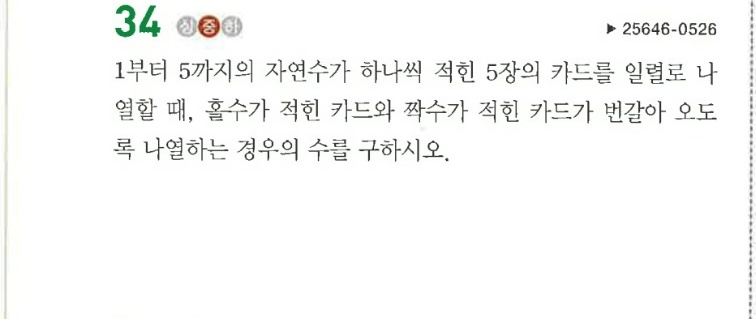 34 상중하
▶ 25646-0526
1부터 5까지의 자연수가 하나씩 적힌 5장의 카드를 일렬로 나
열할 때, 홀수가 적힌 카드와 짝수가 적힌 카드가 번갈아 오도
록 나열하는 경우의 수를 구하시오.